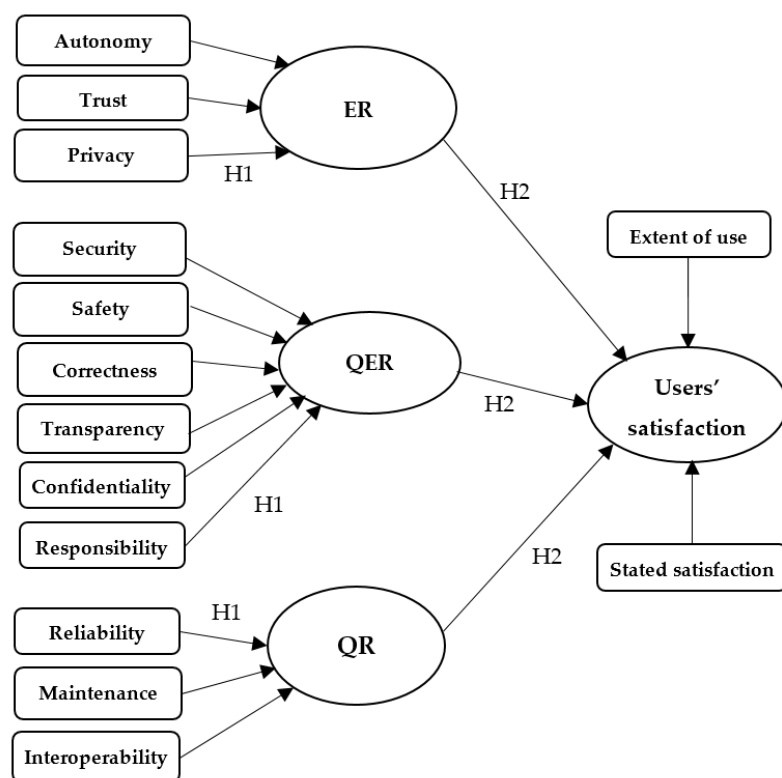 Autonomy
Trust
Privacy
H1
ER
H2
Security
Safety
Correctness
Transparency
Confidentiality
Responsibility
H1
QER
H2
Extent of use
Users’
satisfaction
Stated satisfaction
Reliability
Maintenance
Interoperability
H1
QR
H2